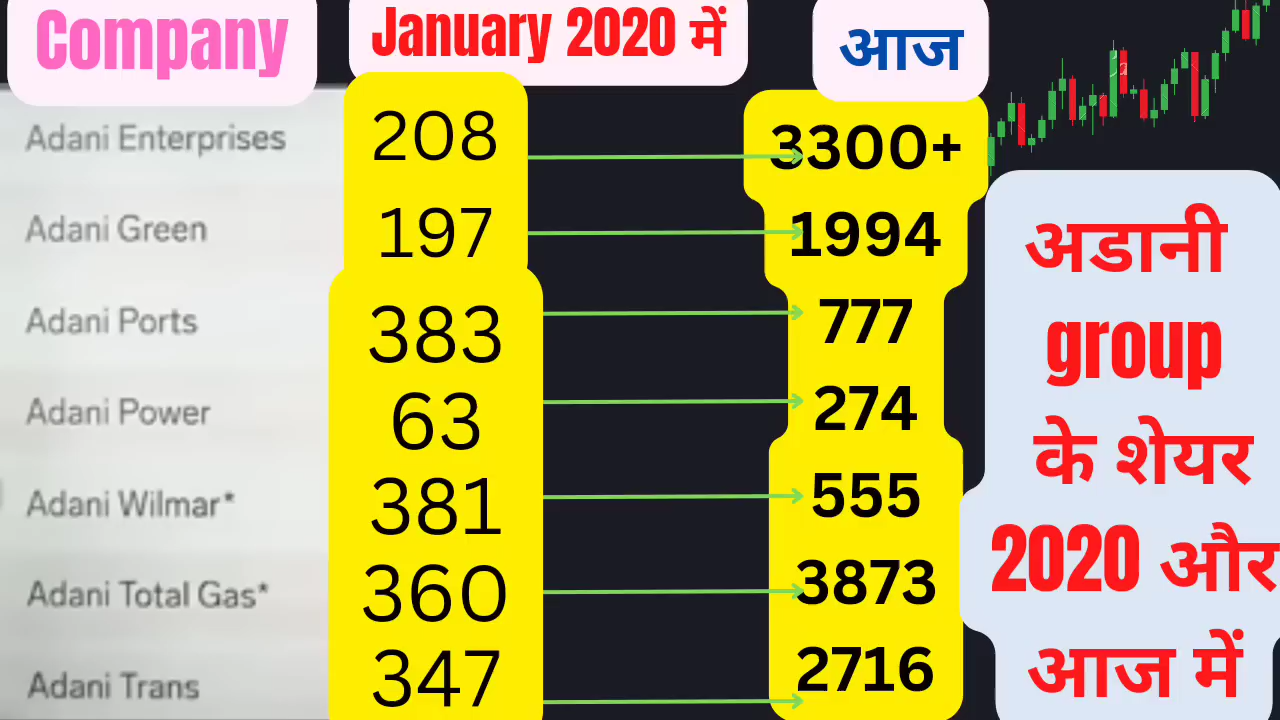 Company January 2020 में आज
Adani Enterprises 208 3300+
Adani Green 197 1994
Adani Ports 383 777
Adani Power 63 274
Adani Wilmar* 381 555
Adani Total Gas* 360 3873
Adani Trans 347 2716
अडानी
group
के शेयर
2020 और
आज में